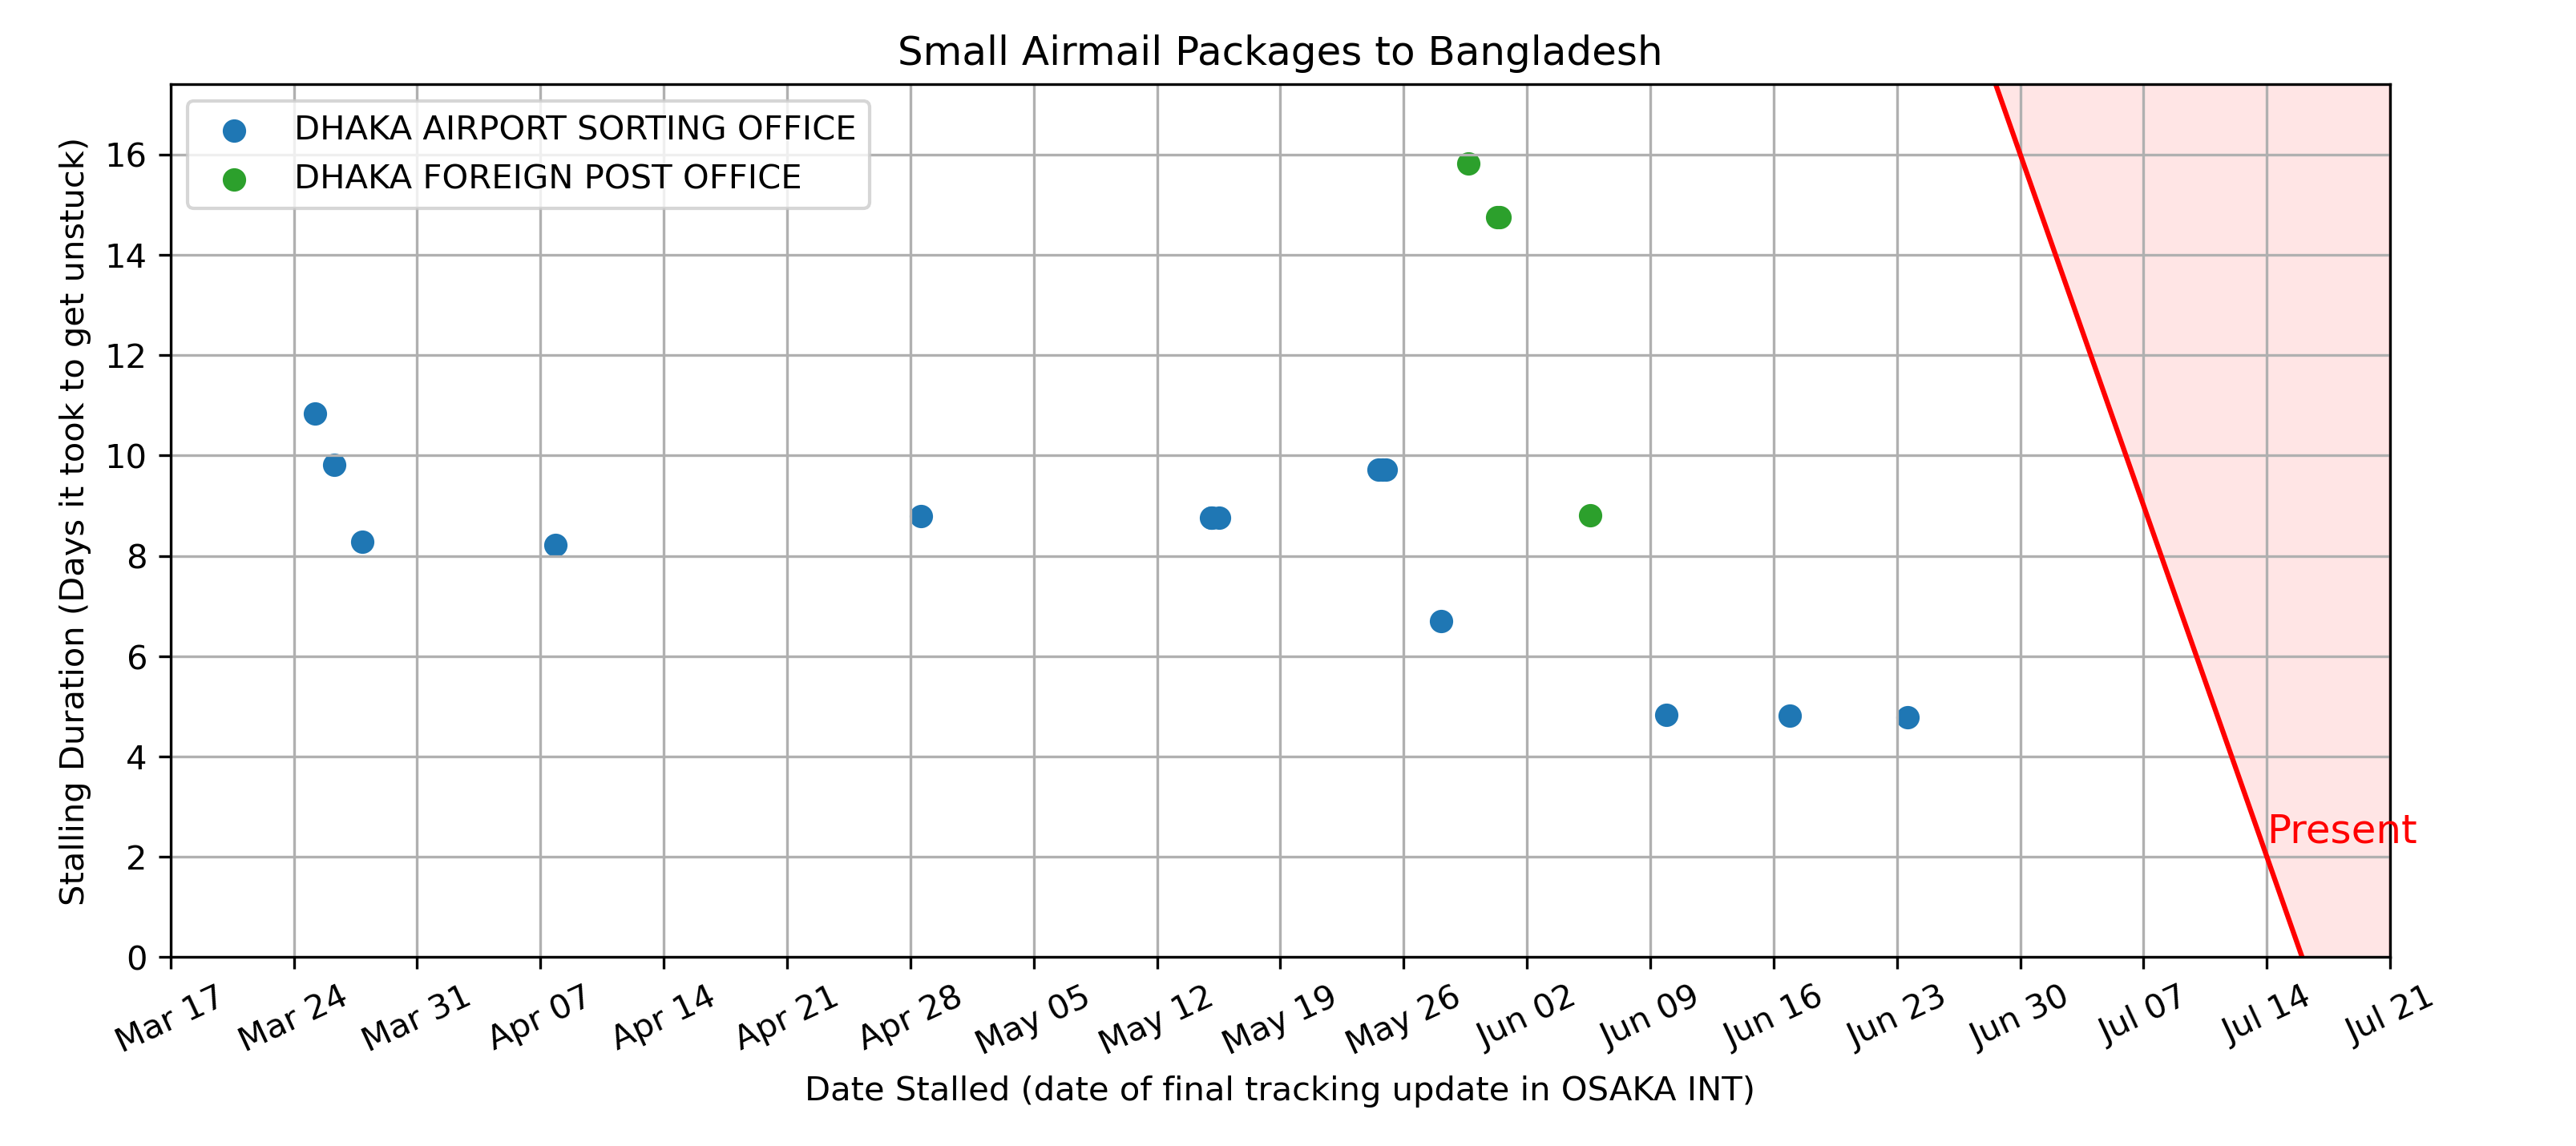 Small Airmail Packages to Bangladesh
DHAKA AIRPORT SORTING OFFICE
DHAKA FOREIGN POST OFFICE
Stalling Duration (Days it took to get unstuck)
16
14
12
10
8
6
4
2
0
Present
Mar 17 Mar 24 Mar 31 Apr 07 Apr 14 Apr 21 Apr 28 May 05 May 12 May 19 May 26 Jun 02 Jun 09 Jun 16 Jun 23 Jun 30 Jul 07 Jul 14 Jul 21
Date Stalled (date of final tracking update in OSAKA INT)